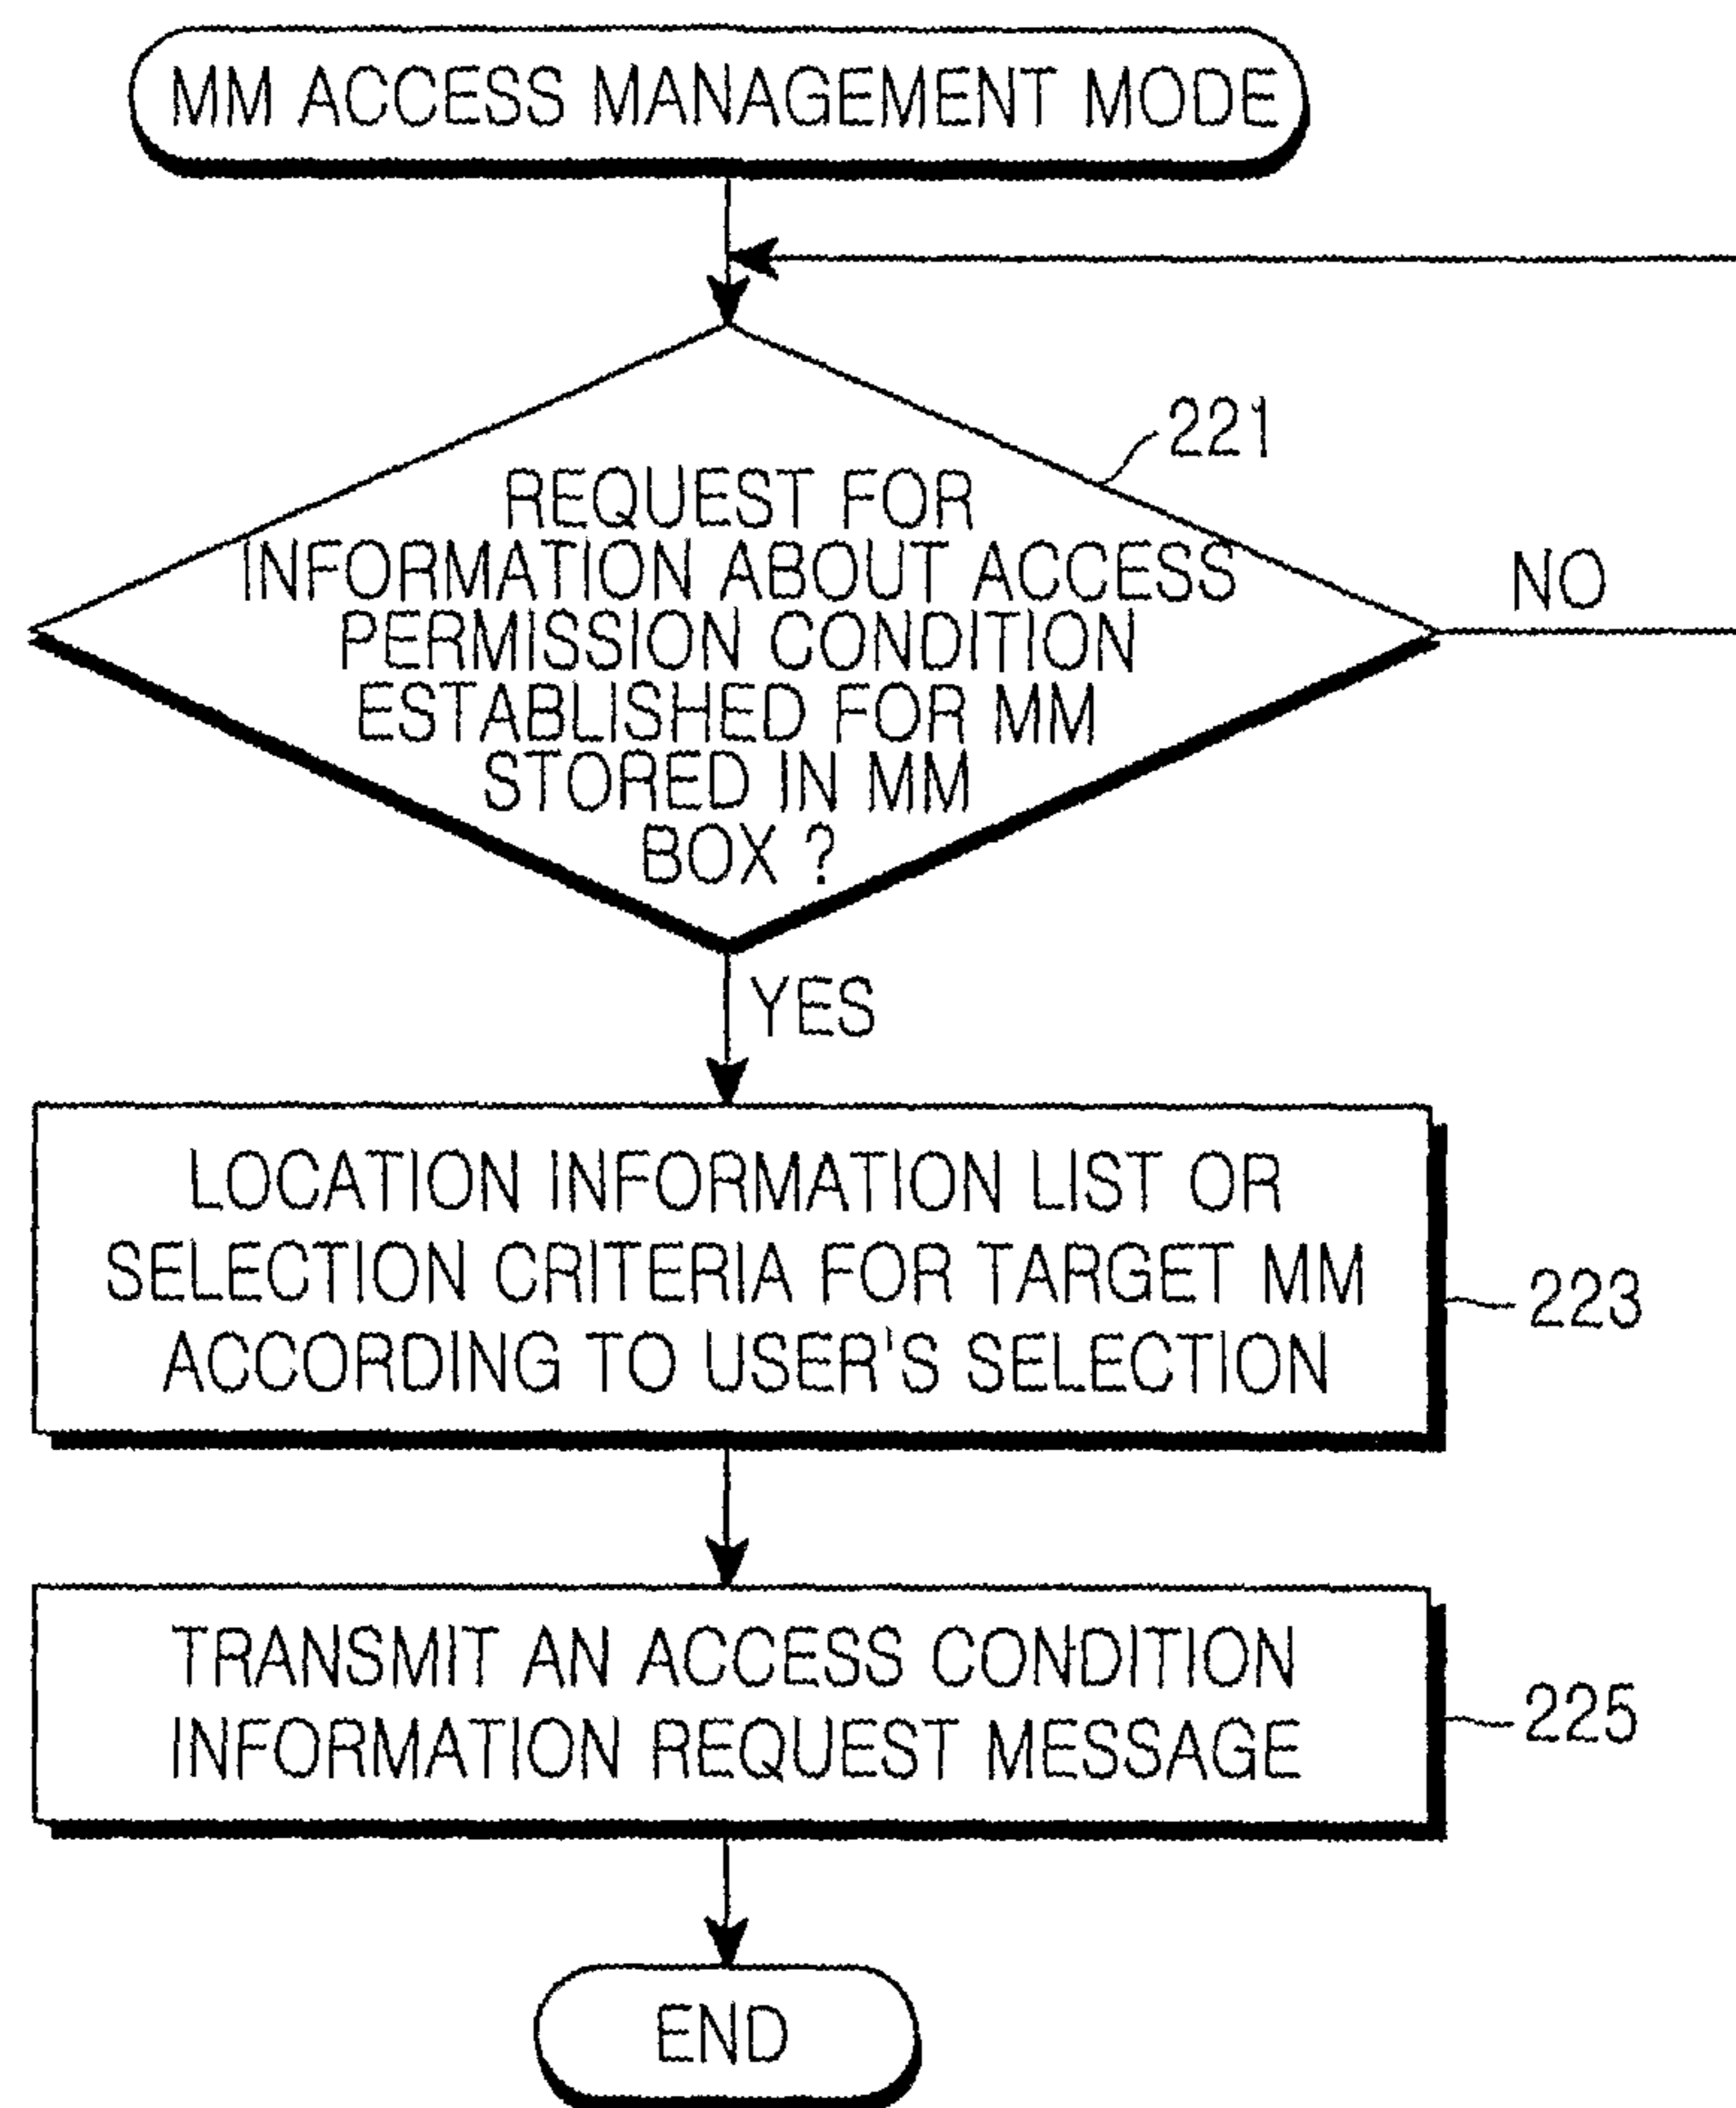 MM ACCESS MANAGEMENT MODE
221
REQUEST FOR
INFORMATION ABOUT ACCESS
PERMISSION CONDITION
ESTABLISHED FOR MM
STORED IN MM
BOX ?
NO
YES
LOCATION INFORMATION LIST OR
SELECTION CRITERIA FOR TARGET MM
ACCORDING TO USER'S SELECTION
223
TRANSMIT AN ACCESS CONDITION
INFORMATION REQUEST MESSAGE
225
END